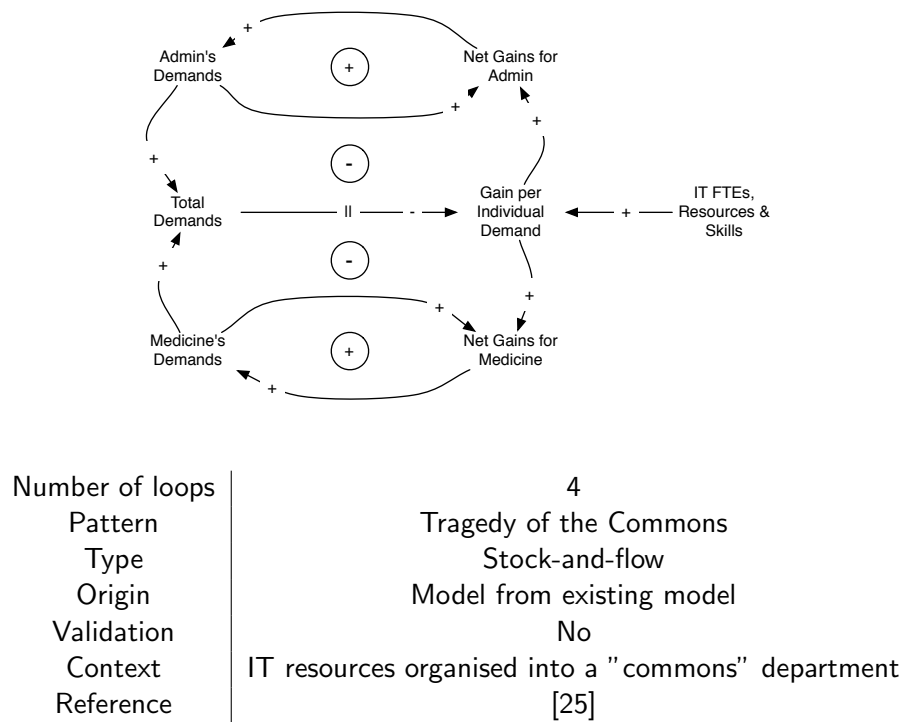 +
Admin's
Demands
+
Net Gains for
Admin
+
+
+
-
Total
Demands
||
-
Gain per
Individual
Demand
+
IT FTEs,
Resources &
Skills
+
-
+
+
Medicine's
Demands
+
Net Gains for
Medicine
+
Number of loops 4
Pattern Tragedy of the Commons
Type Stock-and-flow
Origin Model from existing model
Validation No
Context IT resources organised into a "commons" department
Reference [25]